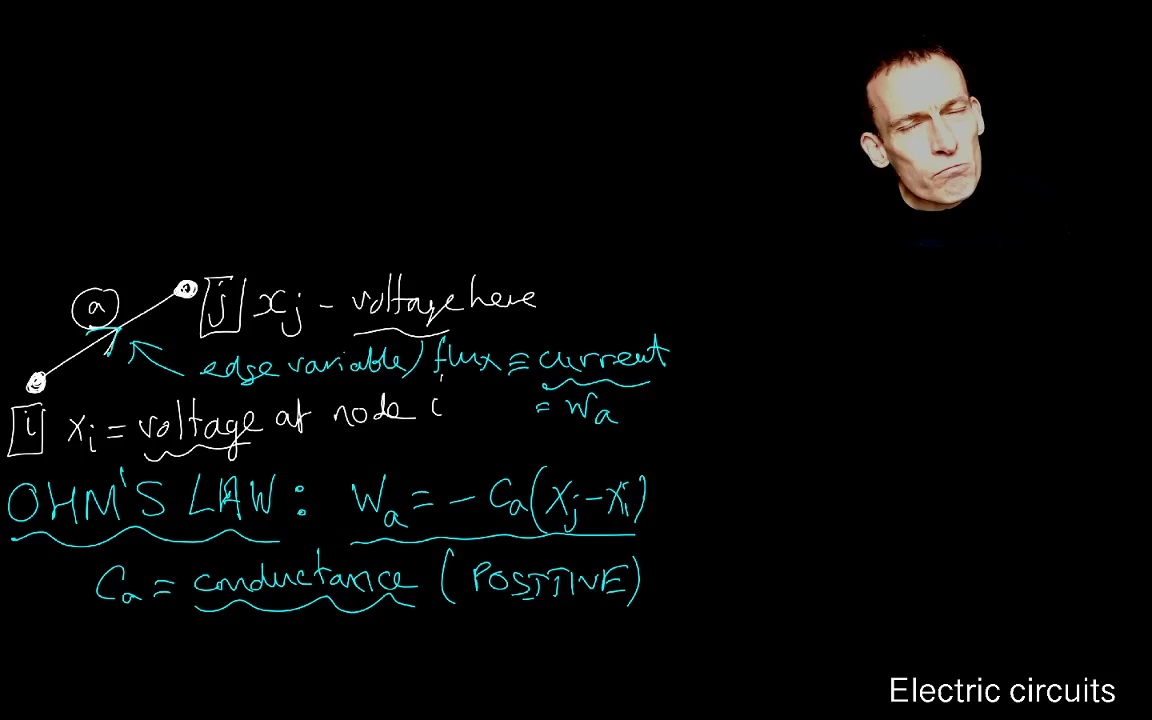 a
j xj - voltage here
edge variable / flux ≡ current
= Wa
i xi = voltage at node i
OHM'S LAW: Wa = - Ca(Xj - Xi)
Ca = conductance (POSITIVE)
Electric circuits